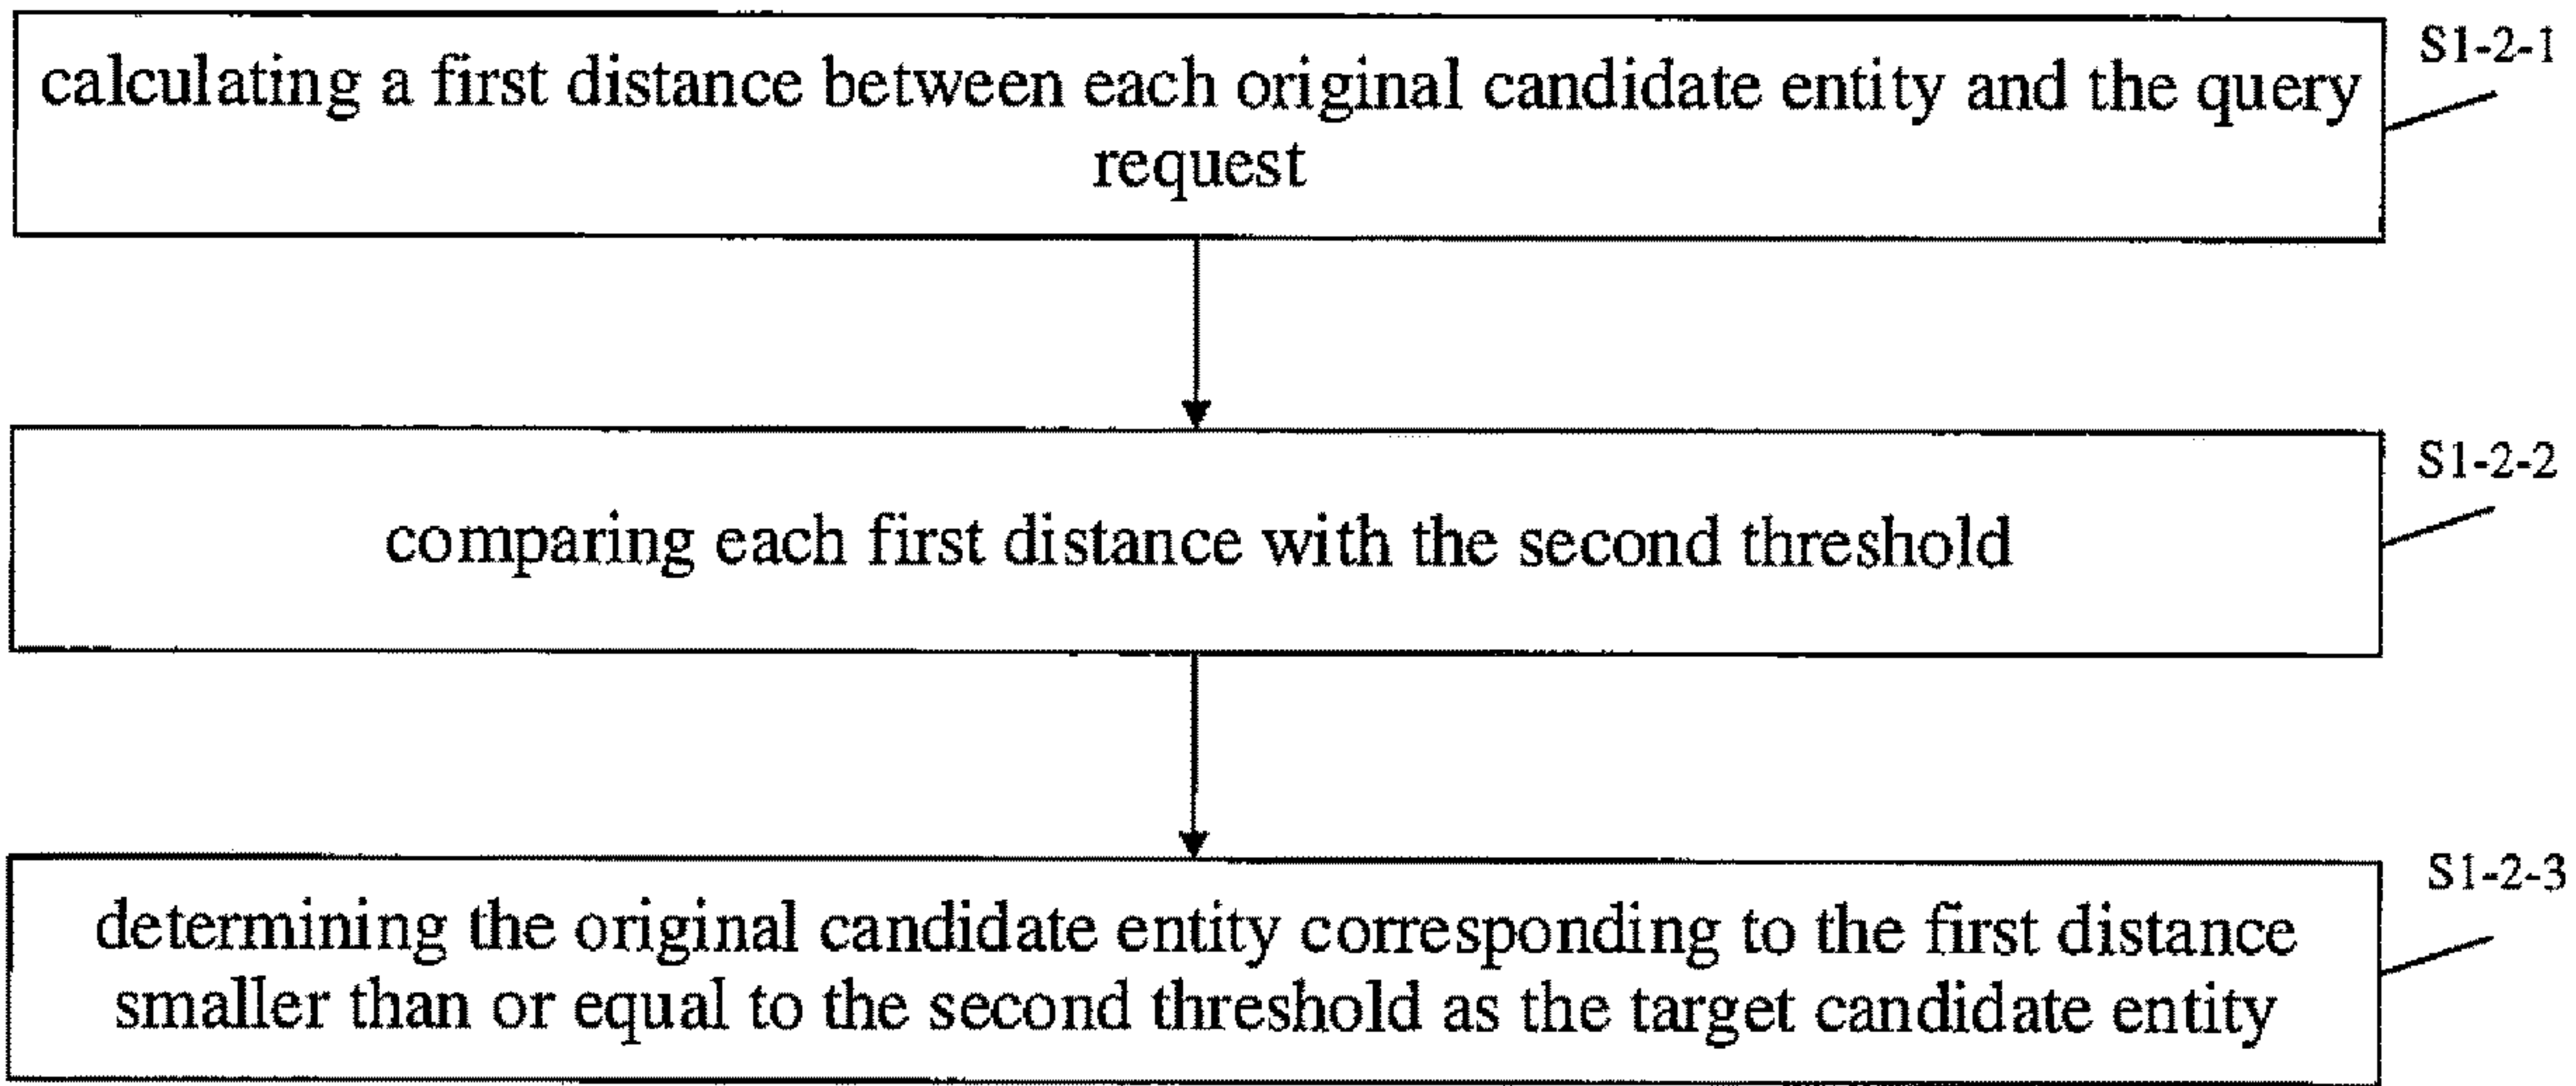 S1-2-1
calculating a first distance between each original candidate entity and the query
request
S1-2-2
comparing each first distance with the second threshold
S1-2-3
determining the original candidate entity corresponding to the first distance
smaller than or equal to the second threshold as the target candidate entity